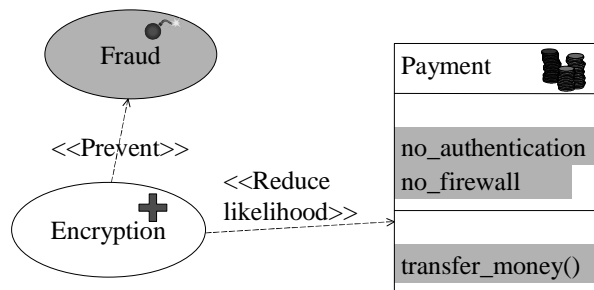 Fraud
Payment
<<Prevent>>
no_authentication
no_firewall
<<Reduce
likelihood>>
Encryption
transfer_money()